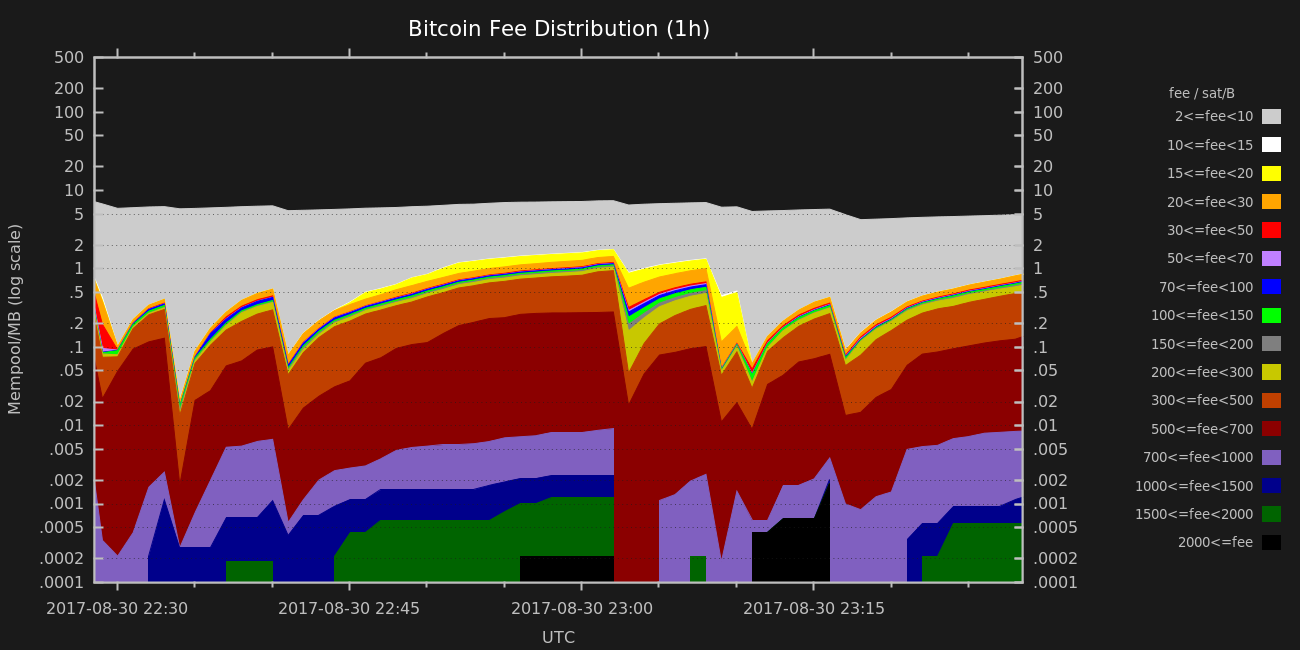 Bitcoin Fee Distribution (1h)
500 500
200 200
100 100
50 50
20 20
10 10
5 5
2 2
1 1
.5 .5
.2 .2
.1 .1
.05 .05
.02 .02
.01 .01
.005 .005
.002 .002
.001 .001
.0005 .0005
.0002 .0002
.0001 .0001
Mempool/MB (log scale)
2017-08-30 22:30 2017-08-30 22:45 2017-08-30 23:00 2017-08-30 23:15
UTC
fee / sat/B
2<=fee<10
10<=fee<15
15<=fee<20
20<=fee<30
30<=fee<50
50<=fee<70
70<=fee<100
100<=fee<150
150<=fee<200
200<=fee<300
300<=fee<500
500<=fee<700
700<=fee<1000
1000<=fee<1500
1500<=fee<2000
2000<=fee